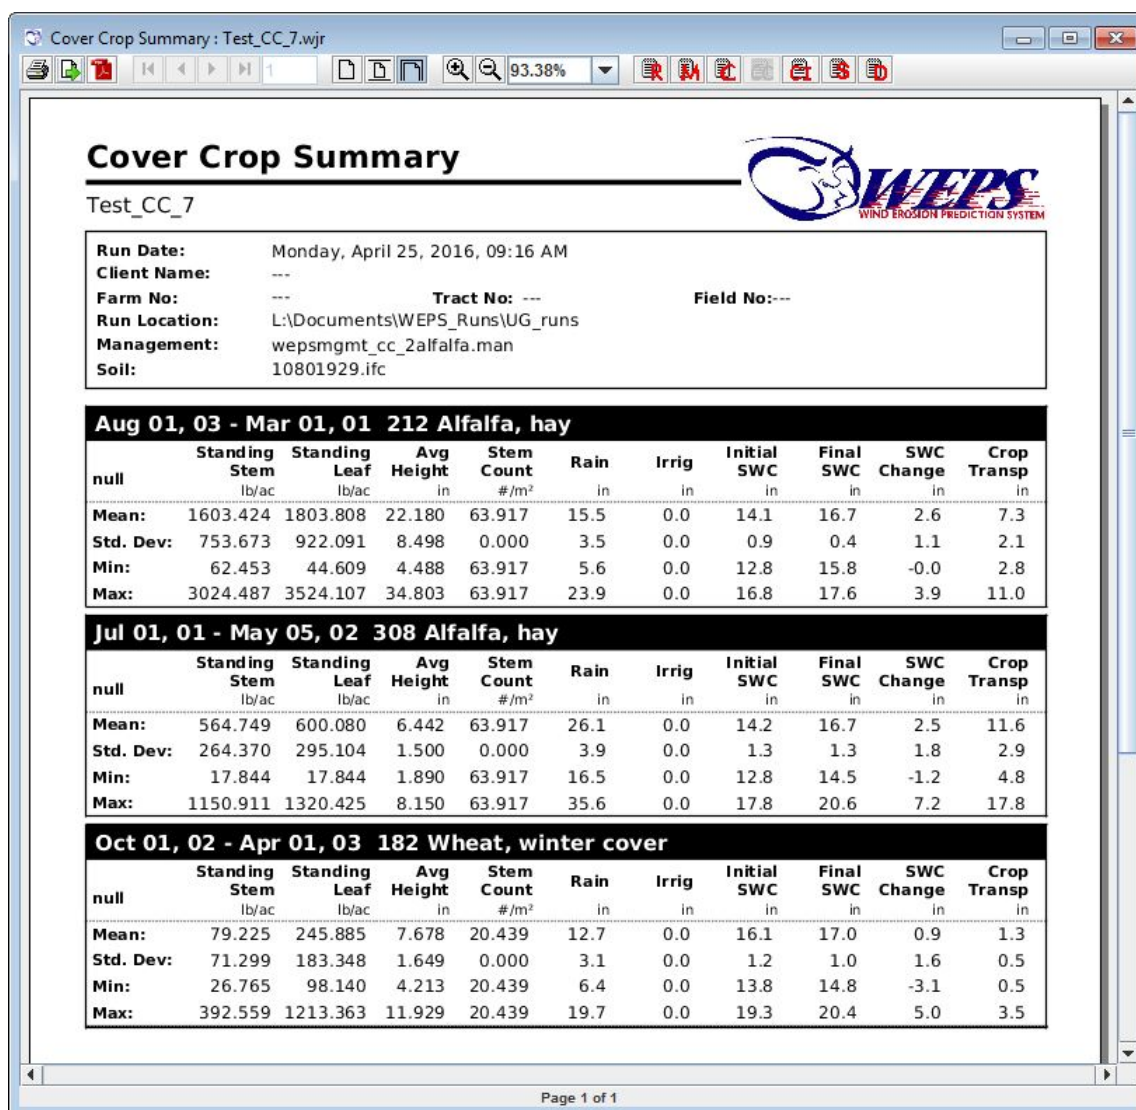 Cover Crop Summary : Test_CC_7.wjr
1 93.38% R M C CC CI S D
Cover Crop Summary
WEPS
WIND EROSION PREDICTION SYSTEM
Test_CC_7
Run Date: Monday, April 25, 2016, 09:16 AM
Client Name: ---
Farm No: --- Tract No: --- Field No:---
Run Location: L:\Documents\WEPS_Runs\UG_runs
Management: wepsmgmt_cc_2alfalfa.man
Soil: 10801929.ifc
Aug 01, 03 - Mar 01, 01 212 Alfalfa, hay
null Standing Stem Standing Leaf Avg Height Stem Count Rain Irrig Initial SWC Final SWC SWC Change Crop Transp
lb/ac lb/ac in #/m² in in in in in in
Mean: 1603.424 1803.808 22.180 63.917 15.5 0.0 14.1 16.7 2.6 7.3
Std. Dev: 753.673 922.091 8.498 0.000 3.5 0.0 0.9 0.4 1.1 2.1
Min: 62.453 44.609 4.488 63.917 5.6 0.0 12.8 15.8 -0.0 2.8
Max: 3024.487 3524.107 34.803 63.917 23.9 0.0 16.8 17.6 3.9 11.0
Jul 01, 01 - May 05, 02 308 Alfalfa, hay
null Standing Stem Standing Leaf Avg Height Stem Count Rain Irrig Initial SWC Final SWC SWC Change Crop Transp
lb/ac lb/ac in #/m² in in in in in in
Mean: 564.749 600.080 6.442 63.917 26.1 0.0 14.2 16.7 2.5 11.6
Std. Dev: 264.370 295.104 1.500 0.000 3.9 0.0 1.3 1.3 1.8 2.9
Min: 17.844 17.844 1.890 63.917 16.5 0.0 12.8 14.5 -1.2 4.8
Max: 1150.911 1320.425 8.150 63.917 35.6 0.0 17.8 20.6 7.2 17.8
Oct 01, 02 - Apr 01, 03 182 Wheat, winter cover
null Standing Stem Standing Leaf Avg Height Stem Count Rain Irrig Initial SWC Final SWC SWC Change Crop Transp
lb/ac lb/ac in #/m² in in in in in in
Mean: 79.225 245.885 7.678 20.439 12.7 0.0 16.1 17.0 0.9 1.3
Std. Dev: 71.299 183.348 1.649 0.000 3.1 0.0 1.2 1.0 1.6 0.5
Min: 26.765 98.140 4.213 20.439 6.4 0.0 13.8 14.8 -3.1 0.5
Max: 392.559 1213.363 11.929 20.439 19.7 0.0 19.3 20.4 5.0 3.5
Page 1 of 1